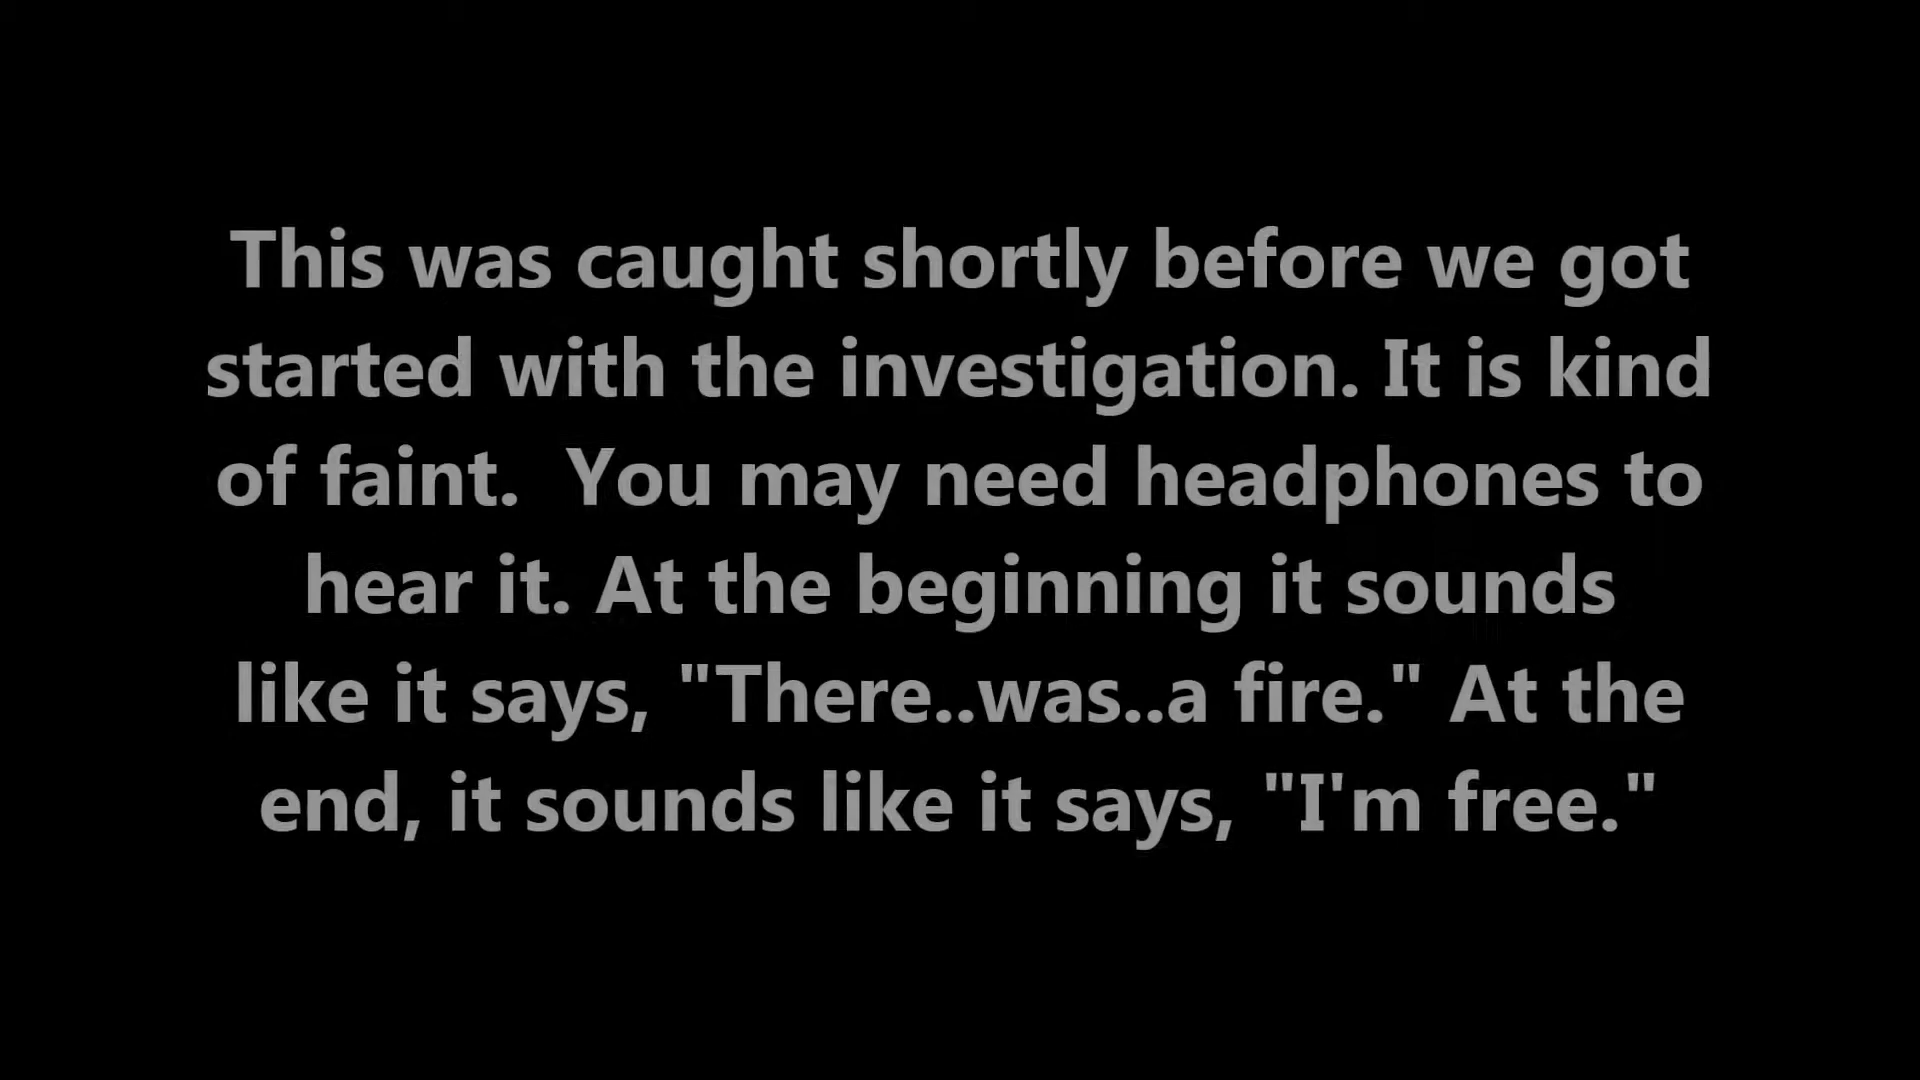 This was caught shortly before we got
started with the investigation. It is kind
of faint.  You may need headphones to
hear it. At the beginning it sounds
like it says, "There..was..a fire." At the
end, it sounds like it says, "I'm free."